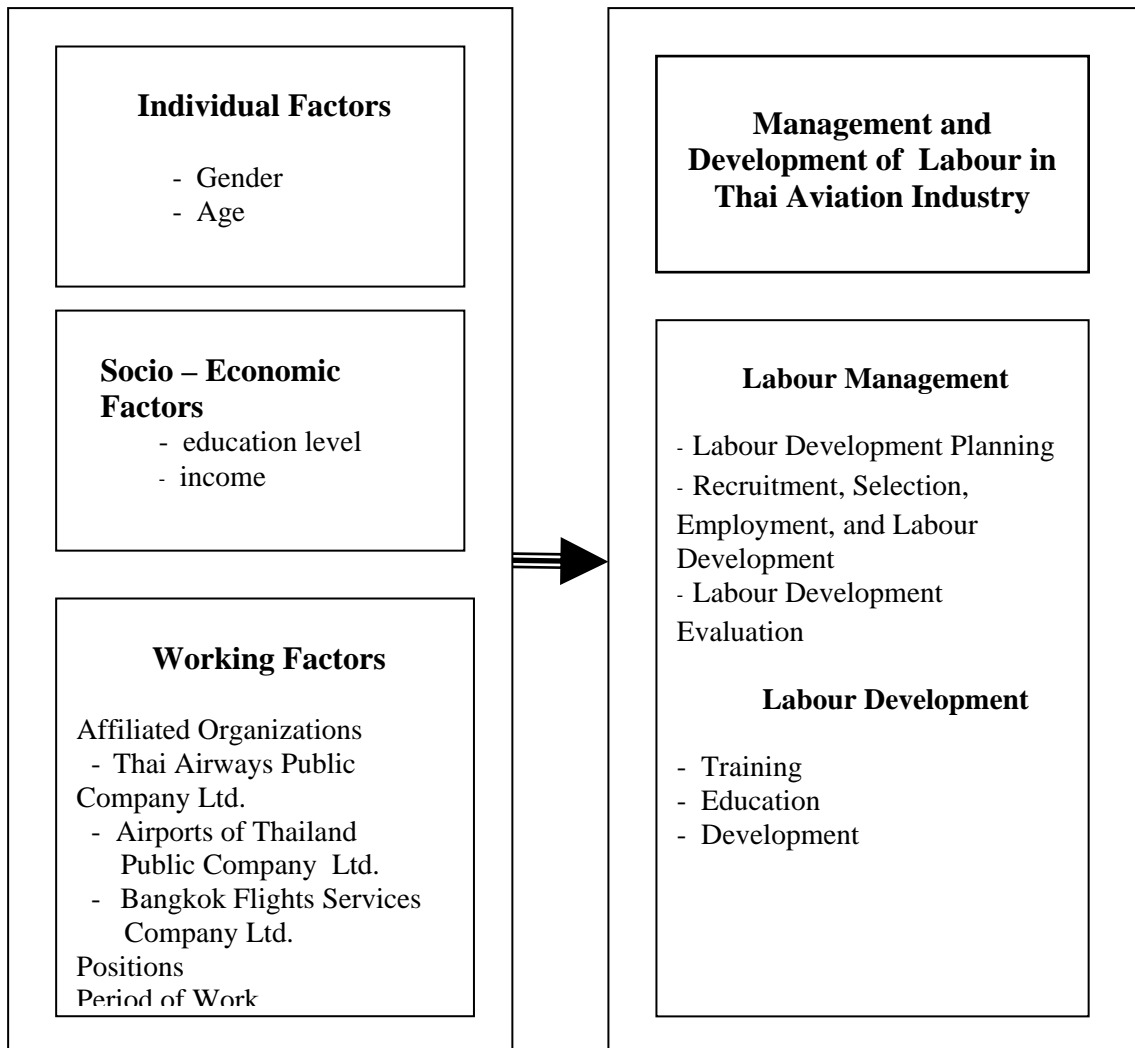 Individual Factors
- Gender
- Age
Socio – Economic
Factors
- education level
- income
Working Factors
Affiliated Organizations
- Thai Airways Public
Company Ltd.
- Airports of Thailand
Public Company Ltd.
- Bangkok Flights Services
Company Ltd.
Positions
Period of Work
Management and
Development of Labour in
Thai Aviation Industry
Labour Management
- Labour Development Planning
- Recruitment, Selection,
Employment, and Labour
Development
- Labour Development
Evaluation
Labour Development
- Training
- Education
- Development